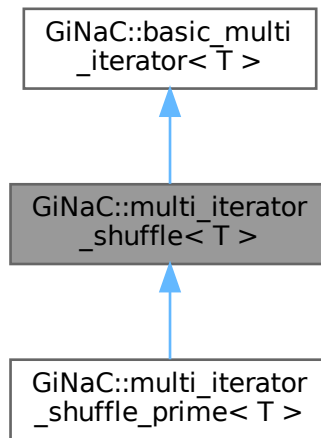 GiNaC::basic_multi
_iterator< T >
GiNaC::multi_iterator
_shuffle< T >
GiNaC::multi_iterator
_shuffle_prime< T >